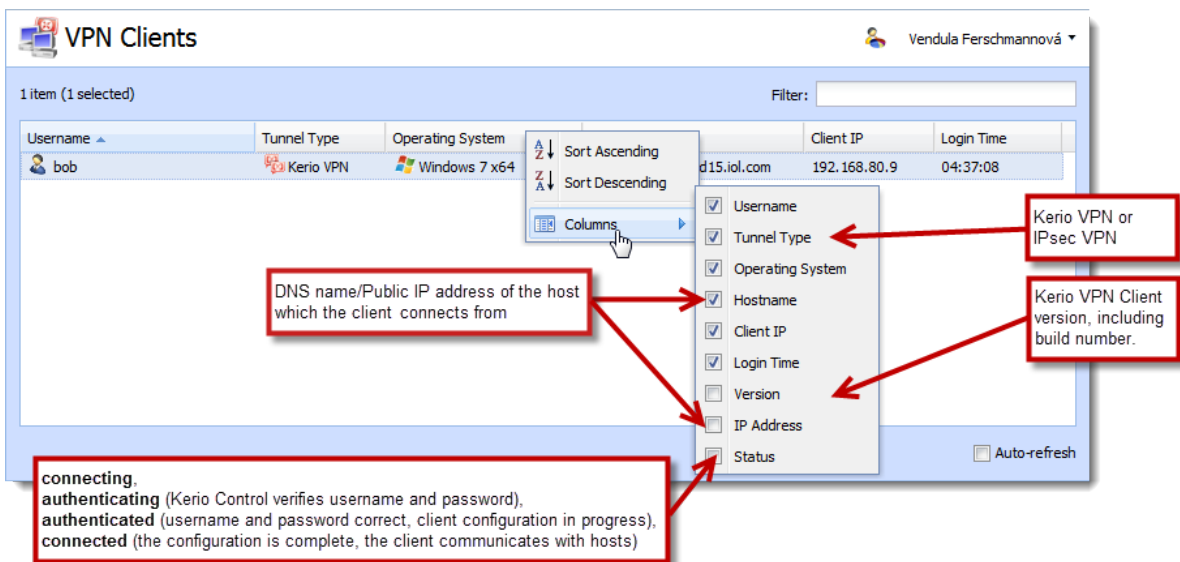 VPN Clients
Vendula Ferschmannová
1 item (1 selected)
Filter:
Username
Tunnel Type
Operating System
Client IP
Login Time
bob
Kerio VPN
Windows 7 x64
d15.iol.com
192.168.80.9
04:37:08
Sort Ascending
Sort Descending
Columns
Username
Tunnel Type
Operating System
Hostname
Client IP
Login Time
Version
IP Address
Status
Kerio VPN or
IPsec VPN
DNS name/Public IP address of the host
which the client connects from
Kerio VPN Client
version, including
build number.
Auto-refresh
connecting,
authenticating (Kerio Control verifies username and password),
authenticated (username and password correct, client configuration in progress),
connected (the configuration is complete, the client communicates with hosts)